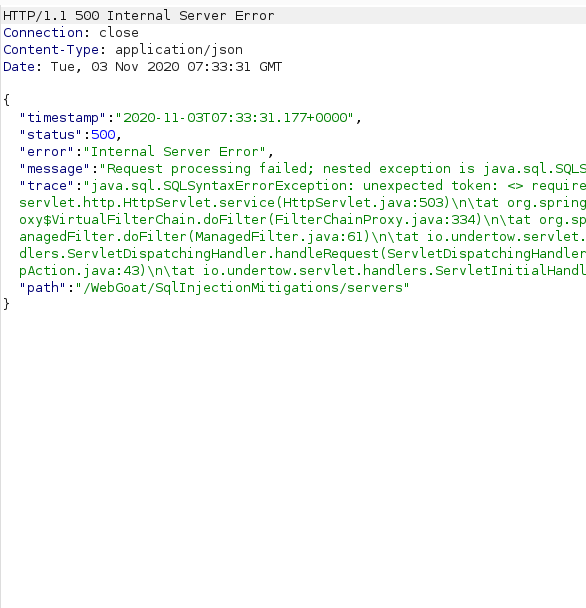 HTTP/1.1 500 Internal Server Error
Connection: close
Content-Type: application/json
Date: Tue, 03 Nov 2020 07:33:31 GMT
{
"timestamp":"2020-11-03T07:33:31.177+0000",
"status":500,
"error":"Internal Server Error",
"message":"Request processing failed; nested exception is java.sql.SQLS
"trace":"java.sql.SQLSyntaxErrorException: unexpected token: <> require
servlet.http.HttpServlet.service(HttpServlet.java:503)\n\tat org.spring
oxy$VirtualFilterChain.doFilter(FilterChainProxy.java:334)\n\tat org.sp
anagedFilter.doFilter(ManagedFilter.java:61)\n\tat io.undertow.servlet.
dlers.ServletDispatchingHandler.handleRequest(ServletDispatchingHandler
pAction.java:43)\n\tat io.undertow.servlet.handlers.ServletInitialHandl
"path":"/WebGoat/SqlInjectionMitigations/servers"
}